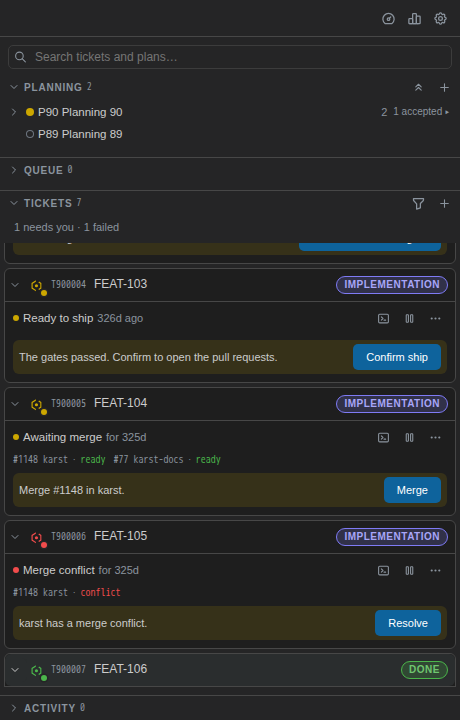 Search tickets and plans…
PLANNING 2
P90 Planning 90 2 1 accepted ▸
P89 Planning 89
QUEUE 0
TICKETS 7
1 needs you · 1 failed
T900004 FEAT-103 IMPLEMENTATION
Ready to ship 326d ago
The gates passed. Confirm to open the pull requests. Confirm ship
T900005 FEAT-104 IMPLEMENTATION
Awaiting merge for 325d
#1148 karst · ready #77 karst-docs · ready
Merge #1148 in karst. Merge
T900006 FEAT-105 IMPLEMENTATION
Merge conflict for 325d
#1148 karst · conflict
karst has a merge conflict. Resolve
T900007 FEAT-106 DONE
ACTIVITY 0